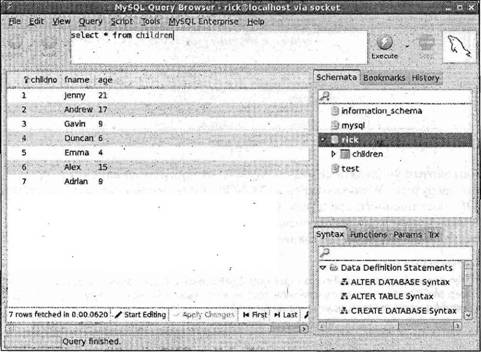 MySQL Query Browser - rick@localhost via socket
File Edit View Query Script Tools MySQL Enterprise Help
select * from children
Execute
Stop
childno fname age
1 Jenny 21
2 Andrew 17
3 Gavin 9
4 Duncan 6
5 Emma 4
6 Alex 15
7 Adrian 9
Schemata Bookmarks History
information_schema
mysql
rick
children
test
Syntax Functions Params Trx
Data Definition Statements
ALTER DATABASE Syntax
ALTER TABLE Syntax
CREATE DATABASE Syntax
7 rows fetched in 0.00.0620 Start Editing Apply Changes First Last
Query finished.